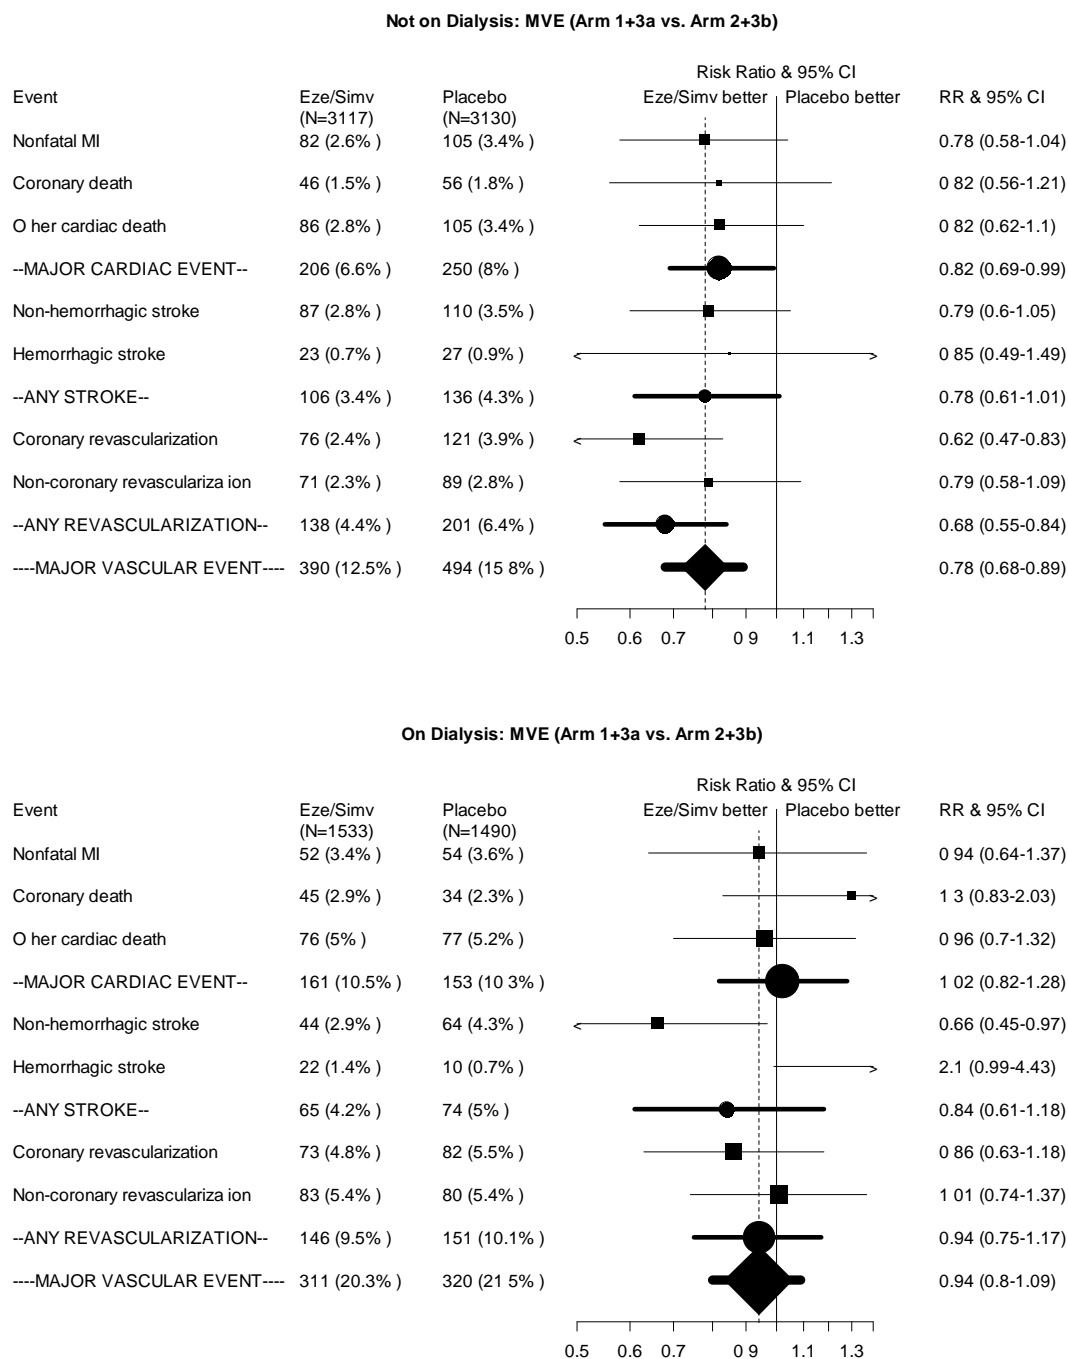 Not on Dialysis: MVE (Arm 1+3a vs. Arm 2+3b)
Risk Ratio & 95% CI
Event Eze/Simv Placebo Eze/Simv better Placebo better RR & 95% CI
(N=3117) (N=3130)
Nonfatal MI 82 (2.6% ) 105 (3.4% ) 0.78 (0.58-1.04)
Coronary death 46 (1.5% ) 56 (1.8% ) 0 82 (0.56-1.21)
O her cardiac death 86 (2.8% ) 105 (3.4% ) 0 82 (0.62-1.1)
--MAJOR CARDIAC EVENT-- 206 (6.6% ) 250 (8% ) 0.82 (0.69-0.99)
Non-hemorrhagic stroke 87 (2.8% ) 110 (3.5% ) 0.79 (0.6-1.05)
Hemorrhagic stroke 23 (0.7% ) 27 (0.9% ) 0 85 (0.49-1.49)
--ANY STROKE-- 106 (3.4% ) 136 (4.3% ) 0.78 (0.61-1.01)
Coronary revascularization 76 (2.4% ) 121 (3.9% ) 0.62 (0.47-0.83)
Non-coronary revasculariza ion 71 (2.3% ) 89 (2.8% ) 0.79 (0.58-1.09)
--ANY REVASCULARIZATION-- 138 (4.4% ) 201 (6.4% ) 0.68 (0.55-0.84)
----MAJOR VASCULAR EVENT---- 390 (12.5% ) 494 (15 8% ) 0.78 (0.68-0.89)
0.5 0.6 0.7 0 9 1.1 1.3
On Dialysis: MVE (Arm 1+3a vs. Arm 2+3b)
Risk Ratio & 95% CI
Event Eze/Simv Placebo Eze/Simv better Placebo better RR & 95% CI
(N=1533) (N=1490)
Nonfatal MI 52 (3.4% ) 54 (3.6% ) 0 94 (0.64-1.37)
Coronary death 45 (2.9% ) 34 (2.3% ) 1 3 (0.83-2.03)
O her cardiac death 76 (5% ) 77 (5.2% ) 0 96 (0.7-1.32)
--MAJOR CARDIAC EVENT-- 161 (10.5% ) 153 (10 3% ) 1 02 (0.82-1.28)
Non-hemorrhagic stroke 44 (2.9% ) 64 (4.3% ) 0.66 (0.45-0.97)
Hemorrhagic stroke 22 (1.4% ) 10 (0.7% ) 2.1 (0.99-4.43)
--ANY STROKE-- 65 (4.2% ) 74 (5% ) 0.84 (0.61-1.18)
Coronary revascularization 73 (4.8% ) 82 (5.5% ) 0 86 (0.63-1.18)
Non-coronary revasculariza ion 83 (5.4% ) 80 (5.4% ) 1 01 (0.74-1.37)
--ANY REVASCULARIZATION-- 146 (9.5% ) 151 (10.1% ) 0.94 (0.75-1.17)
----MAJOR VASCULAR EVENT---- 311 (20.3% ) 320 (21 5% ) 0.94 (0.8-1.09)
0.5 0.6 0.7 0 9 1.1 1.3